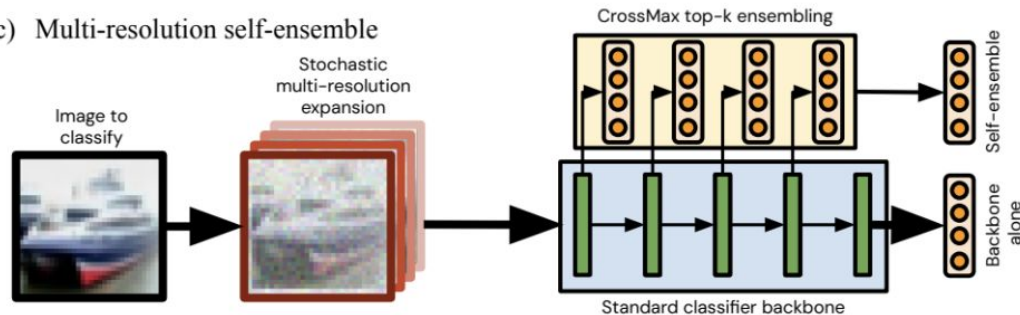 c) Multi-resolution self-ensemble
CrossMax top-k ensembling
Stochastic
multi-resolution
expansion
Image to
classify
Self-ensemble
Backbone
alone
Standard classifier backbone